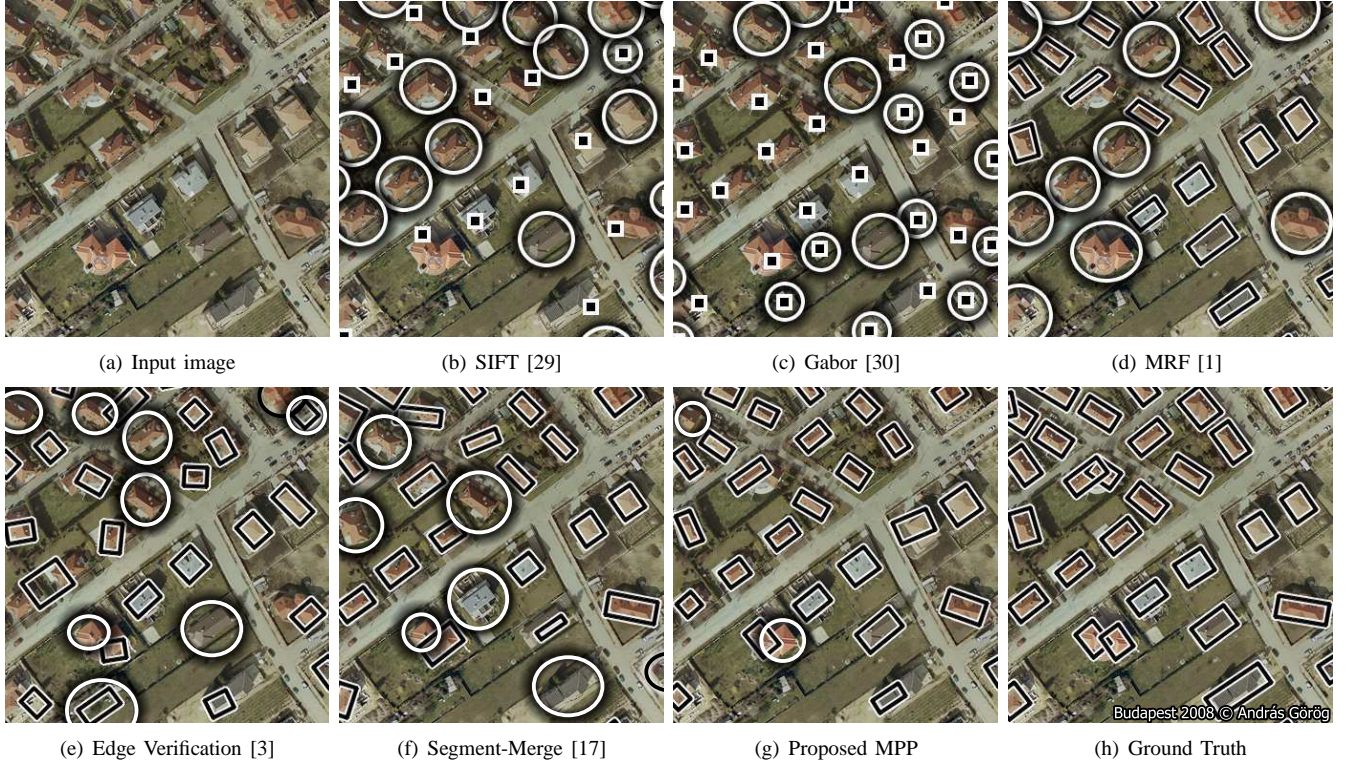 (a) Input image
(b) SIFT [29]
(c) Gabor [30]
(d) MRF [1]
Budapest 2008 © András Görög
(e) Edge Verification [3]
(f) Segment-Merge [17]
(g) Proposed MPP
(h) Ground Truth